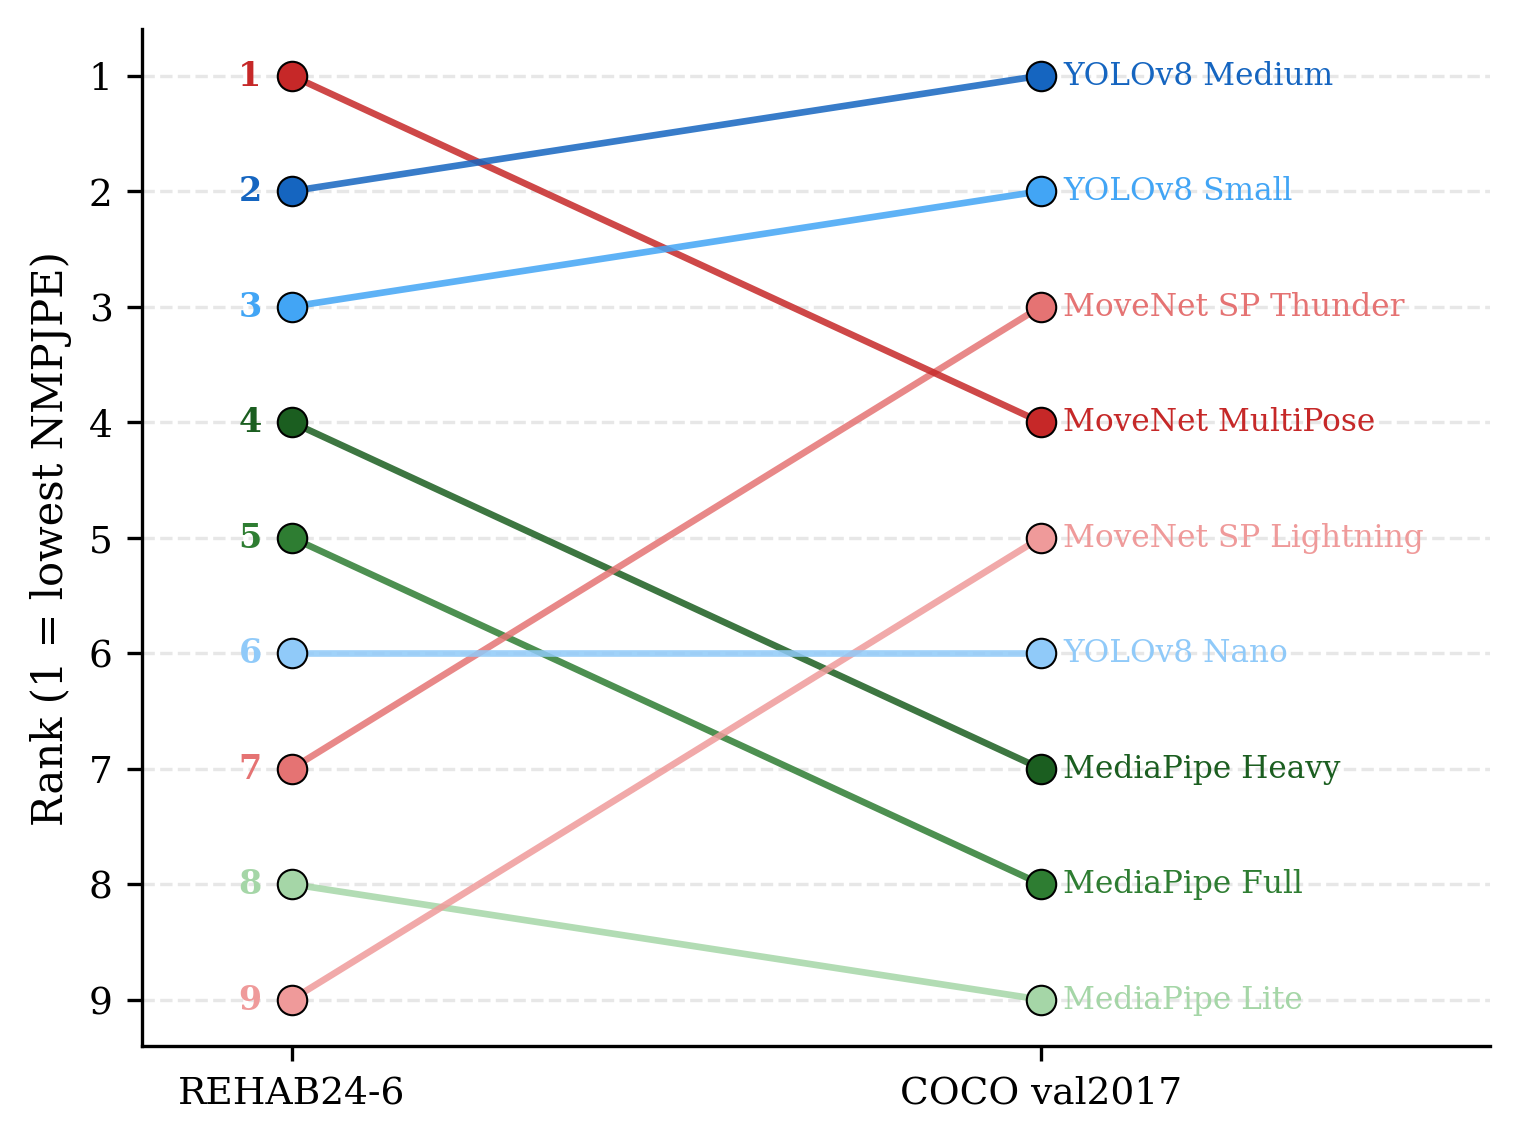 Rank (1 = lowest NMPJPE)
1
2
3
4
5
6
7
8
9
1
2
3
4
5
6
7
8
9
YOLOv8 Medium
YOLOv8 Small
MoveNet SP Thunder
MoveNet MultiPose
MoveNet SP Lightning
YOLOv8 Nano
MediaPipe Heavy
MediaPipe Full
MediaPipe Lite
REHAB24-6
COCO val2017